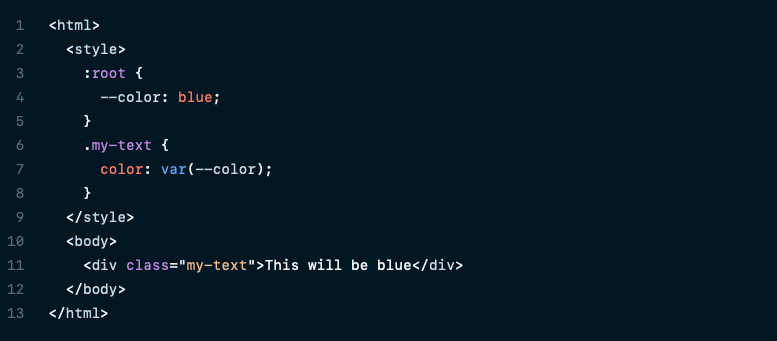 1 <html>
2 <style>
3 :root {
4 --color: blue;
5 }
6 .my-text {
7 color: var(--color);
8 }
9 </style>
10 <body>
11 <div class="my-text">This will be blue</div>
12 </body>
13 </html>